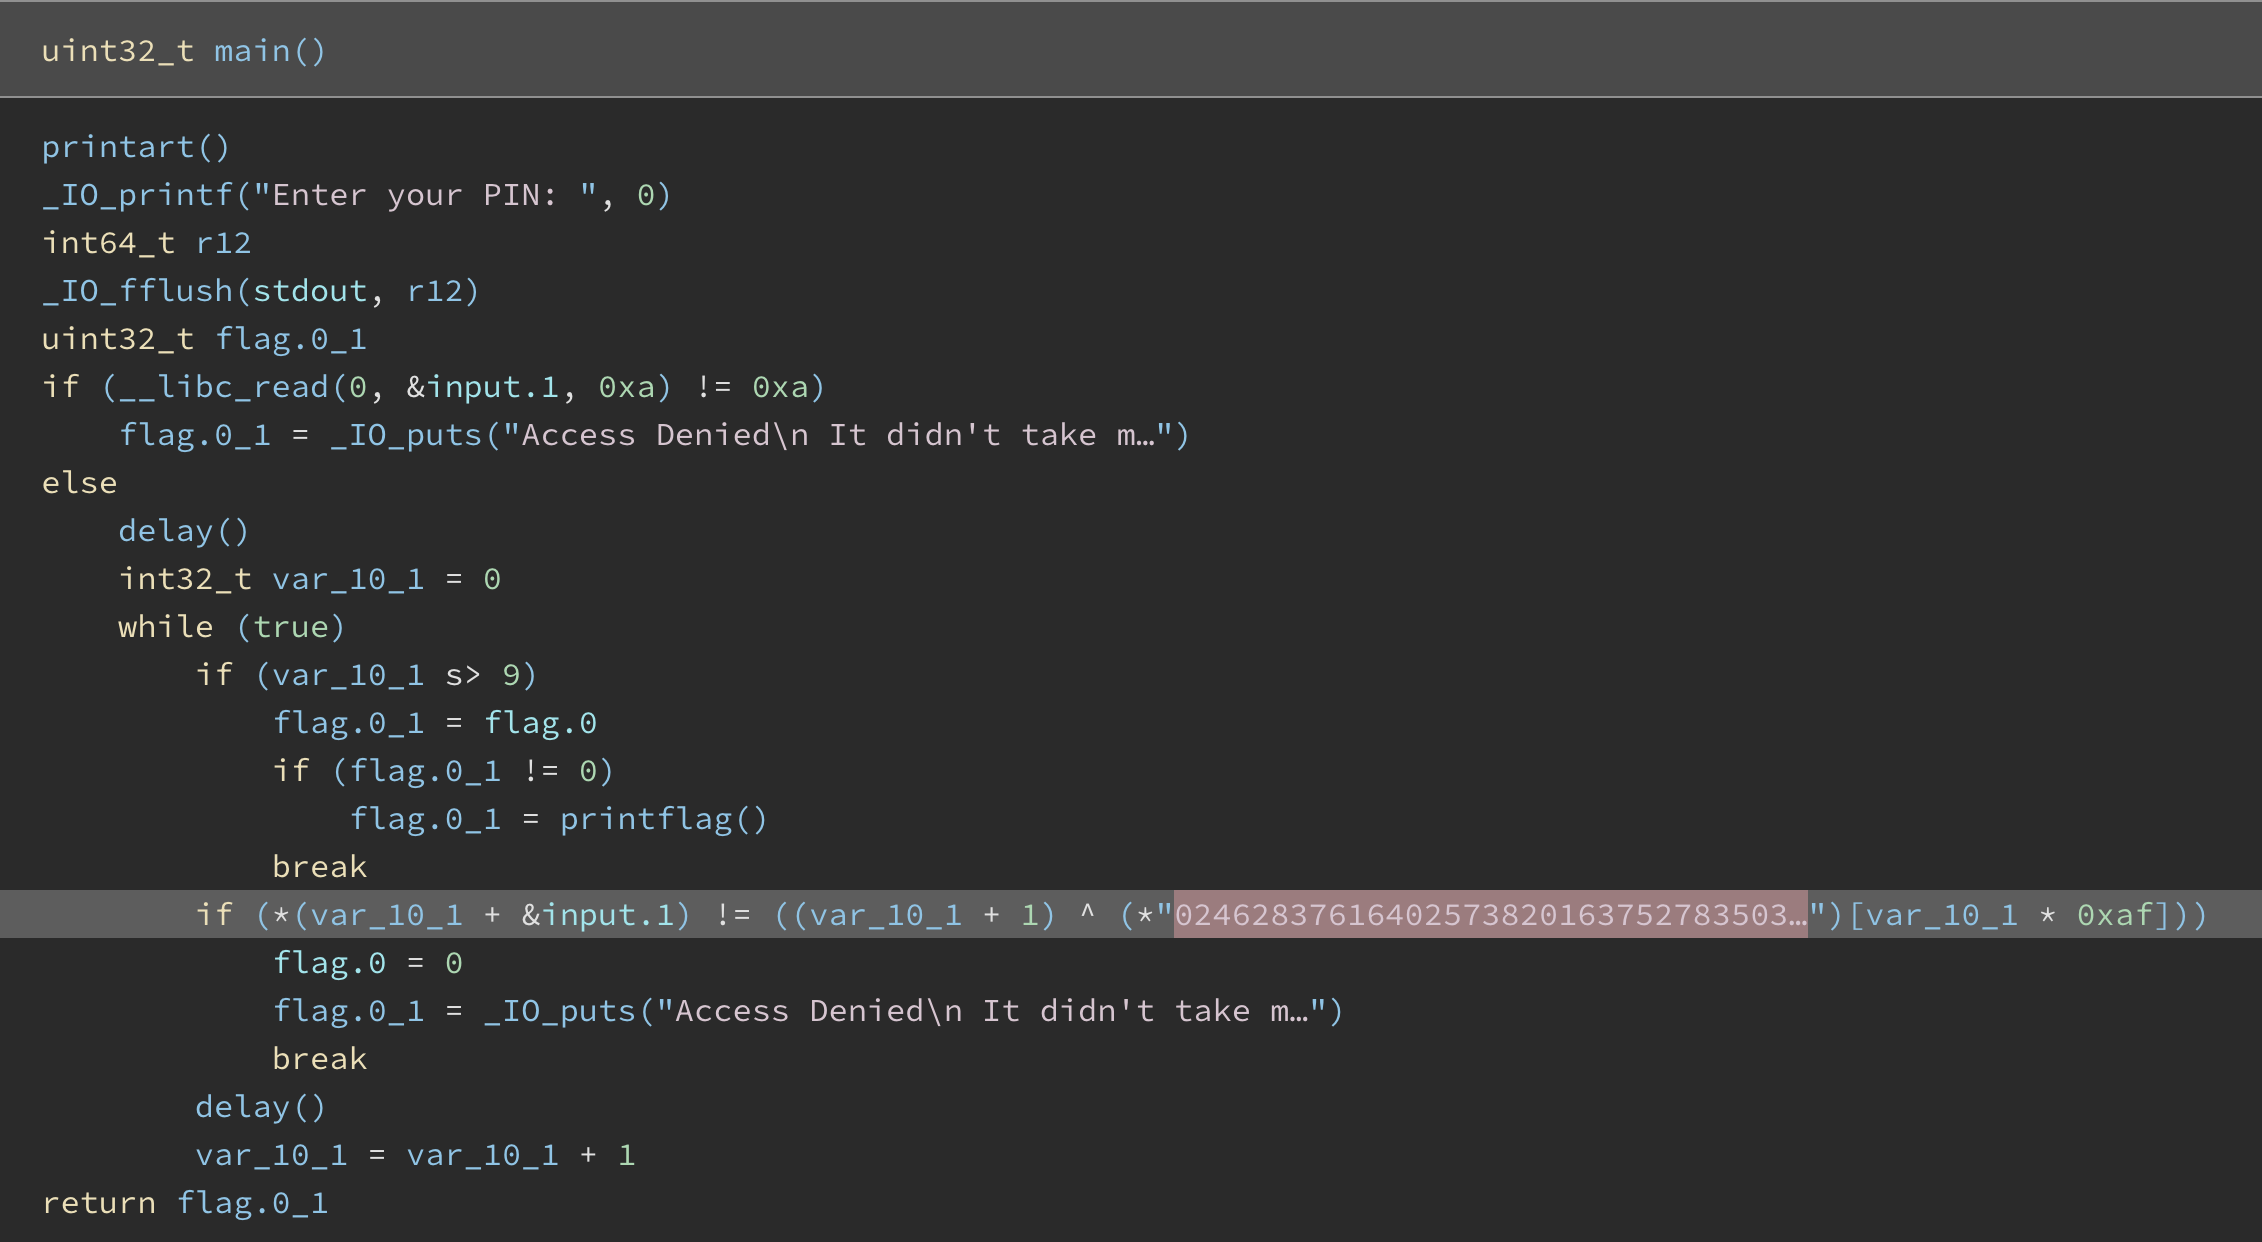 uint32_t main()
printart()
_IO_printf("Enter your PIN: ", 0)
int64_t r12
_IO_fflush(stdout, r12)
uint32_t flag.0_1
if (__libc_read(0, &input.1, 0xa) != 0xa)
    flag.0_1 = _IO_puts("Access Denied\n It didn't take m…")
else
    delay()
    int32_t var_10_1 = 0
    while (true)
        if (var_10_1 s> 9)
            flag.0_1 = flag.0
            if (flag.0_1 != 0)
                flag.0_1 = printflag()
            break
        if (*(var_10_1 + &input.1) != ((var_10_1 + 1) ^ (*"02462837616402573820163752783503…")[var_10_1 * 0xaf]))
            flag.0 = 0
            flag.0_1 = _IO_puts("Access Denied\n It didn't take m…")
            break
        delay()
        var_10_1 = var_10_1 + 1
return flag.0_1